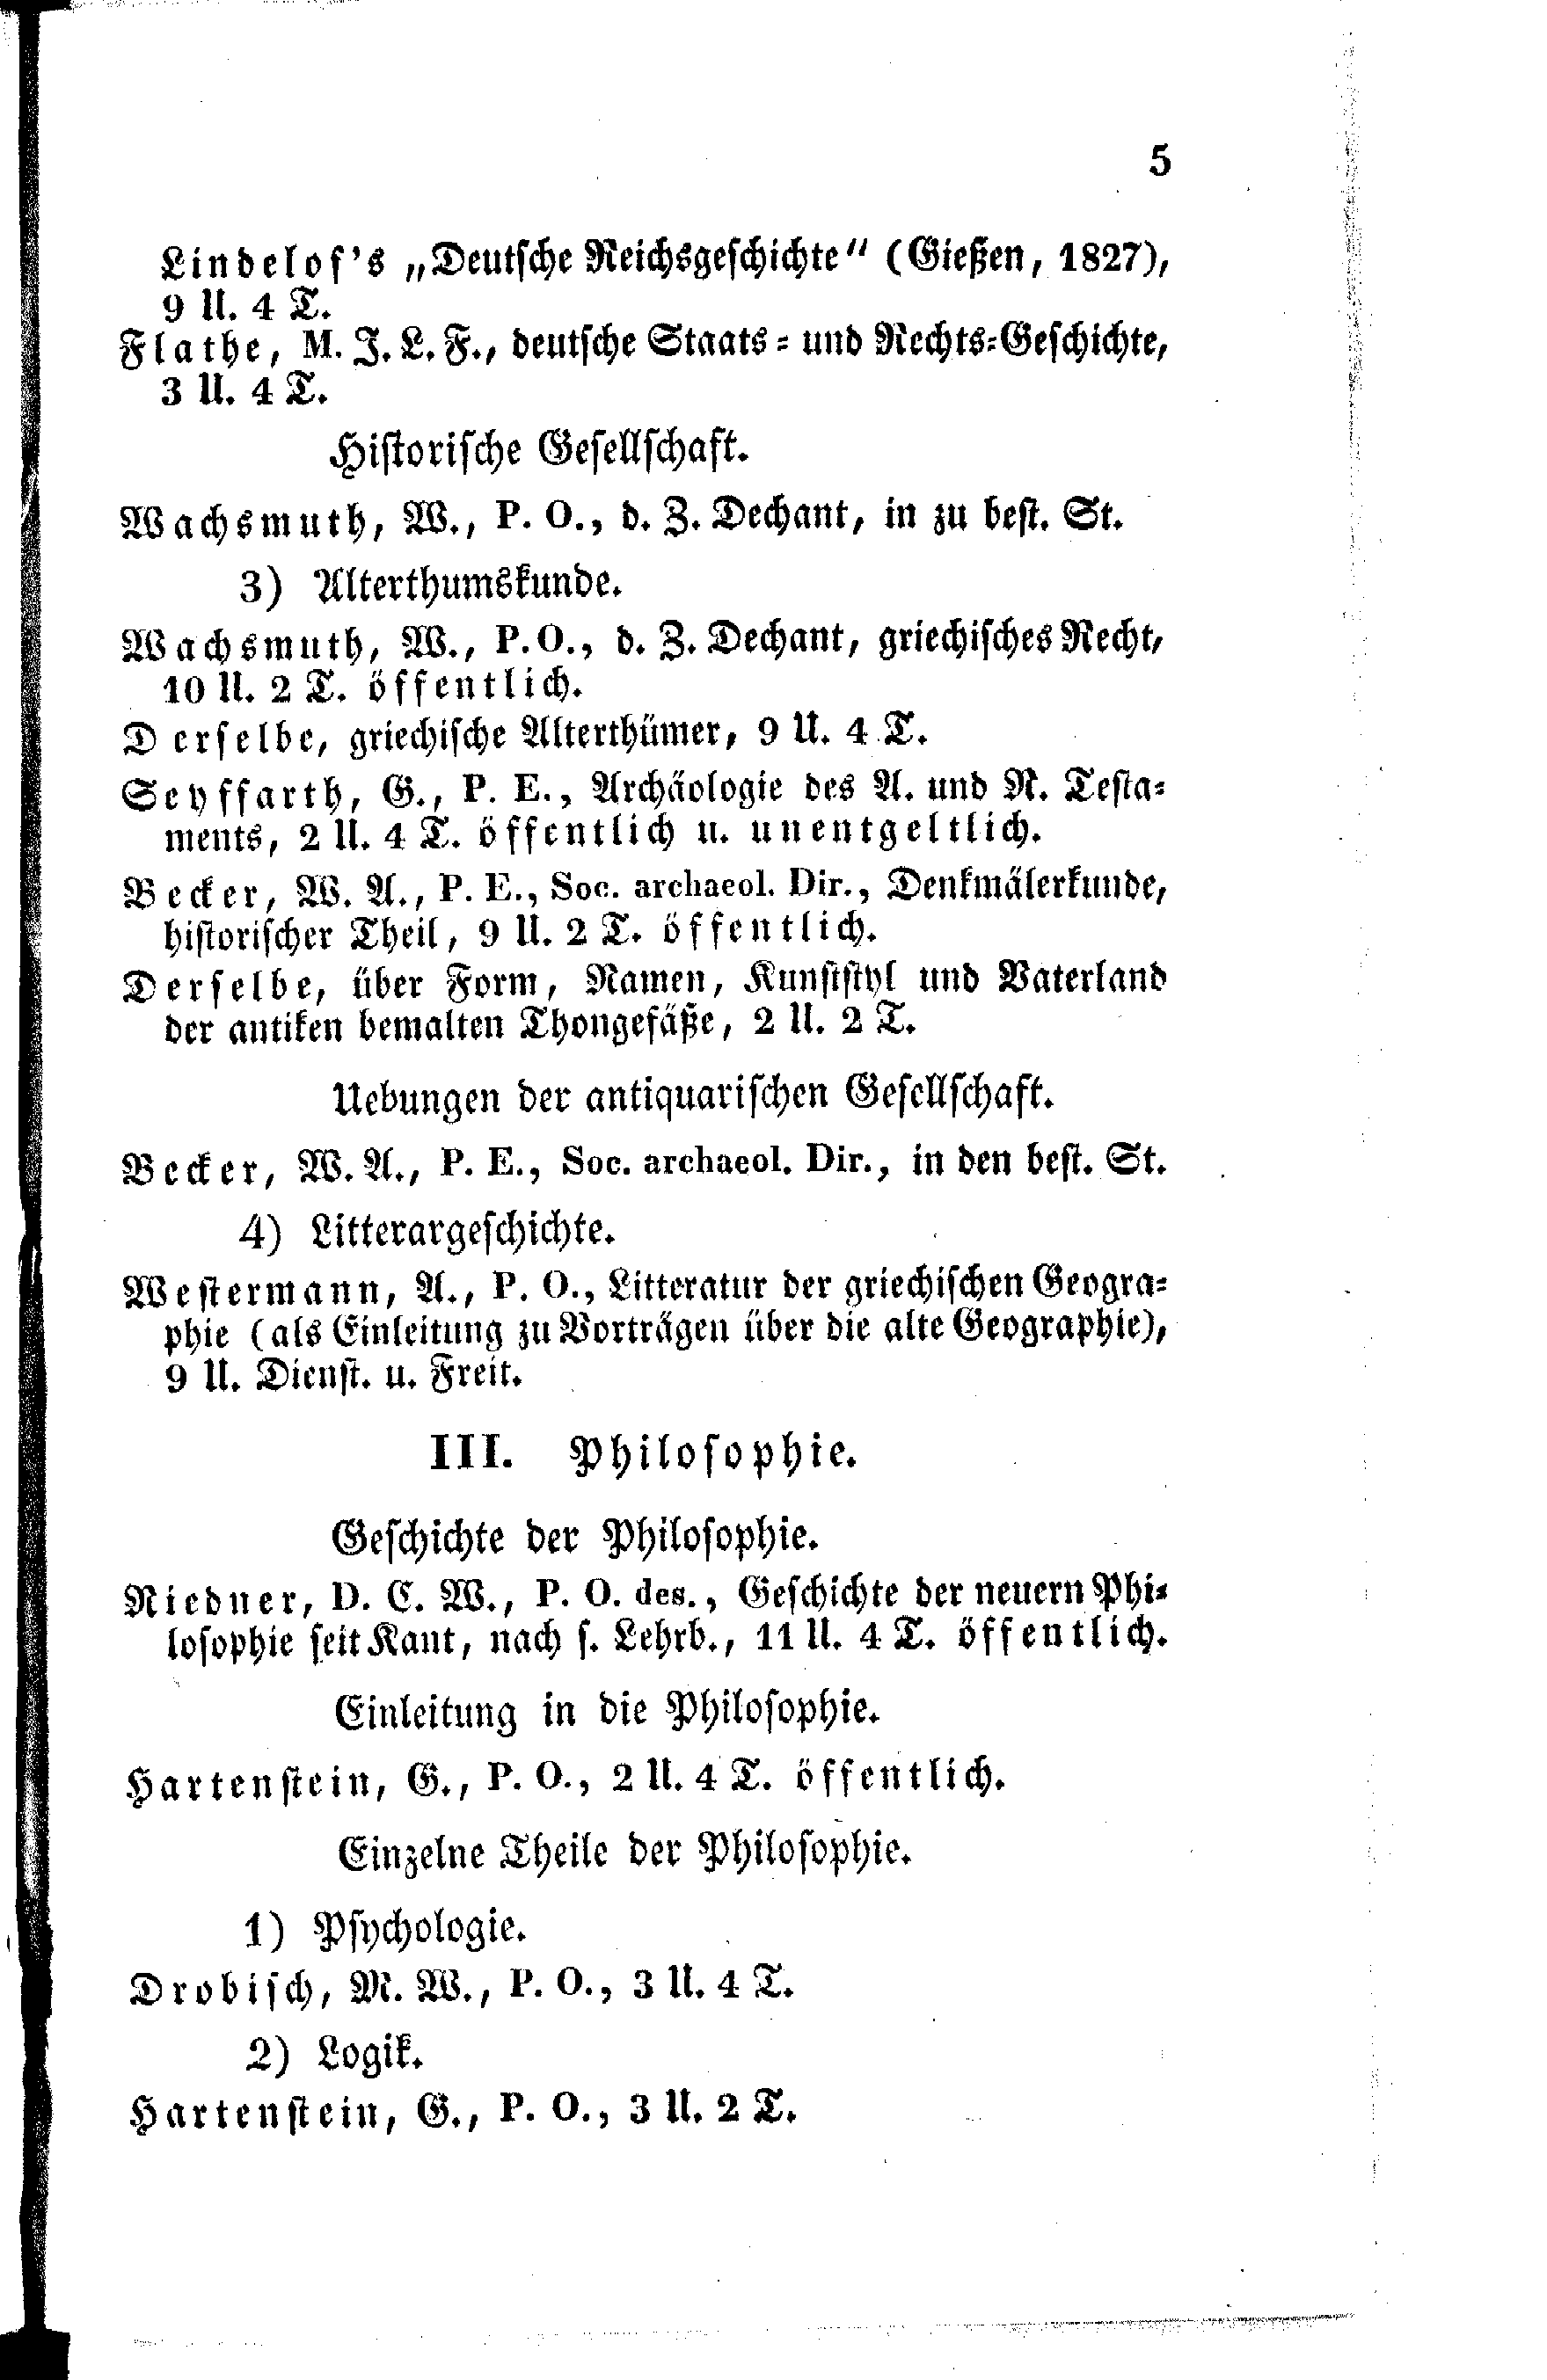 5
Lindelof's „Deutsche Reichsgeschichte“ (Gießen, 1827),
9 U. 4 T.
Flathe, M. J. L. F., deutsche Staats- und Rechts-Geschichte,
3 U. 4 T.
Historische Gesellschaft.
Wachsmuth, W., P. O., d. Z. Dechant, in zu best. St.
3) Alterthumskunde.
Wachsmuth, W., P. O., d. Z. Dechant, griechisches Recht,
10 U. 2 T. öffentlich.
Derselbe, griechische Alterthümer, 9 U. 4 T.
Seyffarth, G., P. E., Archäologie des A. und N. Testa-
ments, 2 U. 4 T. öffentlich u. unentgeltlich.
Becker, W. A., P. E., Soc. archaeol. Dir., Denkmälerkunde,
historischer Theil, 9 U. 2 T. öffentlich.
Derselbe, über Form, Namen, Kunststyl und Vaterland
der antiken bemalten Thongefäße, 2 U. 2 T.
Uebungen der antiquarischen Gesellschaft.
Becker, W. A., P. E., Soc. archaeol. Dir., in den best. St.
4) Litterargeschichte.
Westermann, A., P. O., Litteratur der griechischen Geogra-
phie (als Einleitung zu Vorträgen über die alte Geographie),
9 U. Dienst. u. Freit.
III. Philosophie.
Geschichte der Philosophie.
Niedner, D. C. W., P. O. des., Geschichte der neuern Phi-
losophie seit Kant, nach s. Lehrb., 11 U. 4 T. öffentlich.
Einleitung in die Philosophie.
Hartenstein, G., P. O., 2 U. 4 T. öffentlich.
Einzelne Theile der Philosophie.
1) Psychologie.
Drobisch, M. W., P. O., 3 U. 4 T.
2) Logik.
Hartenstein, G., P. O., 3 U. 2 T.